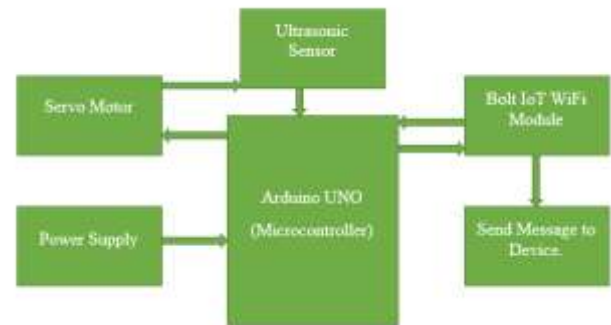 Ultrasonic
Sensor
Servo Motor
Bolt IoT WiFi
Module
Arduino UNO
(Microcontroller)
Power Supply
Send Message to
Device.